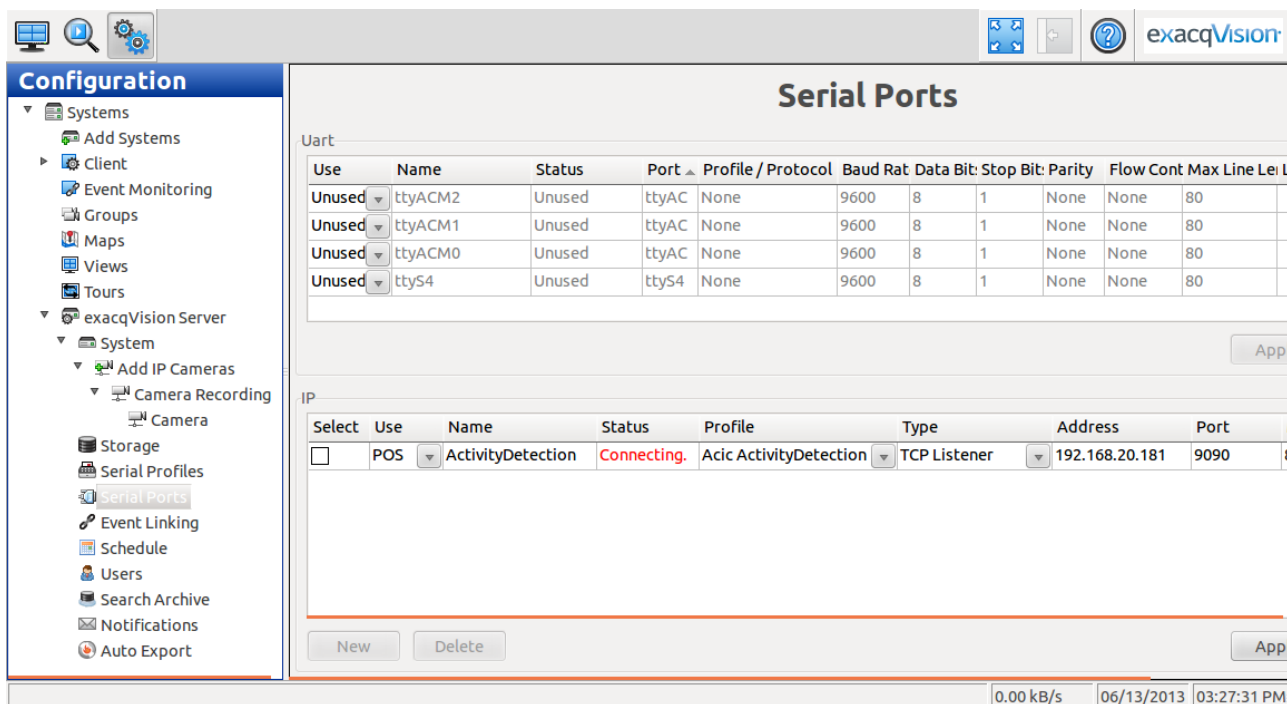 exacqVision
Configuration
Systems
Add Systems
Client
Event Monitoring
Groups
Maps
Views
Tours
exacqVision Server
System
Add IP Cameras
Camera Recording
Camera
Storage
Serial Profiles
Serial Ports
Event Linking
Schedule
Users
Search Archive
Notifications
Auto Export
Serial Ports
Uart
Use Name Status Port Profile / Protocol Baud Rat Data Bit Stop Bit Parity Flow Cont Max Line Le
Unused ttyACM2 Unused ttyAC None 9600 8 1 None None 80
Unused ttyACM1 Unused ttyAC None 9600 8 1 None None 80
Unused ttyACM0 Unused ttyAC None 9600 8 1 None None 80
Unused ttyS4 Unused ttyS4 None 9600 8 1 None None 80
App
IP
Select Use Name Status Profile Type Address Port
POS ActivityDetection Connecting. Acic ActivityDetection TCP Listener 192.168.20.181 9090
New Delete App
0.00 kB/s 06/13/2013 03:27:31 PM